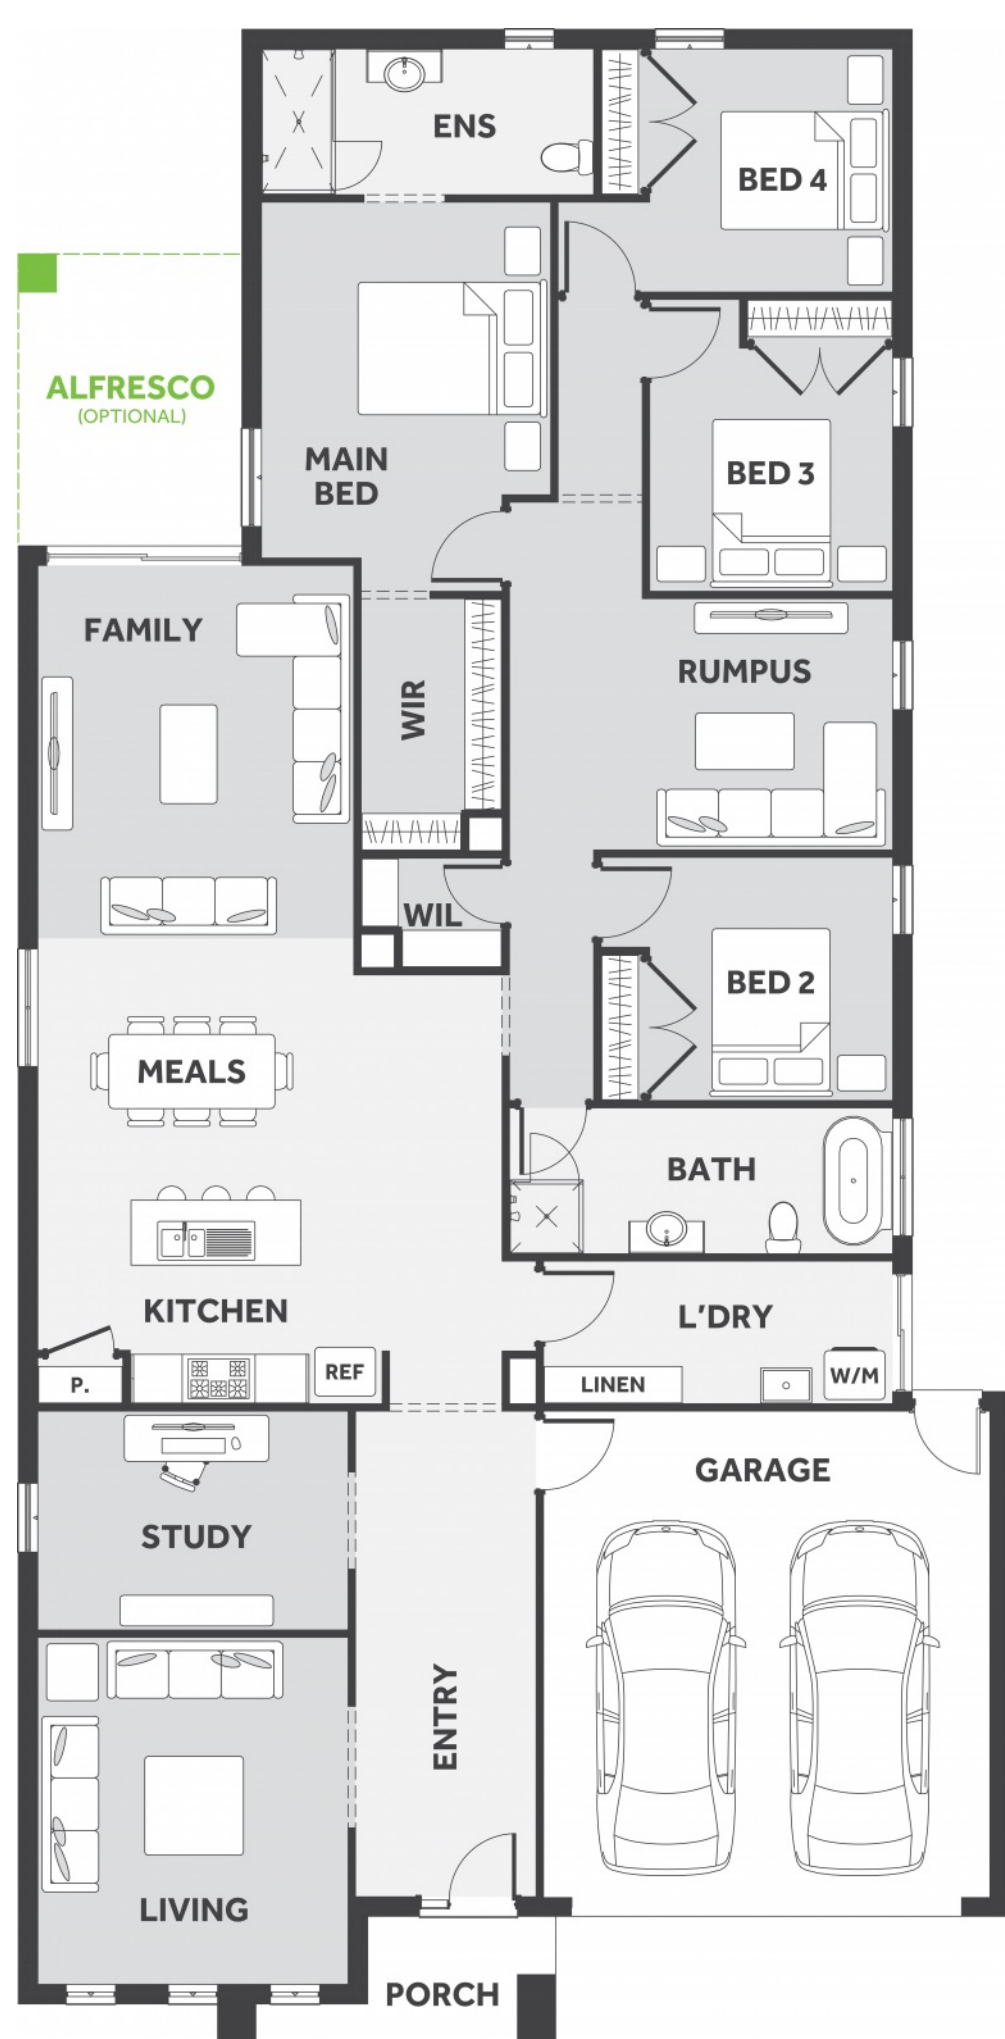 ENS
BED 4
ALFRESCO
(OPTIONAL)
MAIN
BED
BED 3
FAMILY
RUMPUS
WIR
WIL
BED 2
MEALS
BATH
KITCHEN
L'DRY
P.
REF
LINEN
W/M
GARAGE
STUDY
ENTRY
LIVING
PORCH